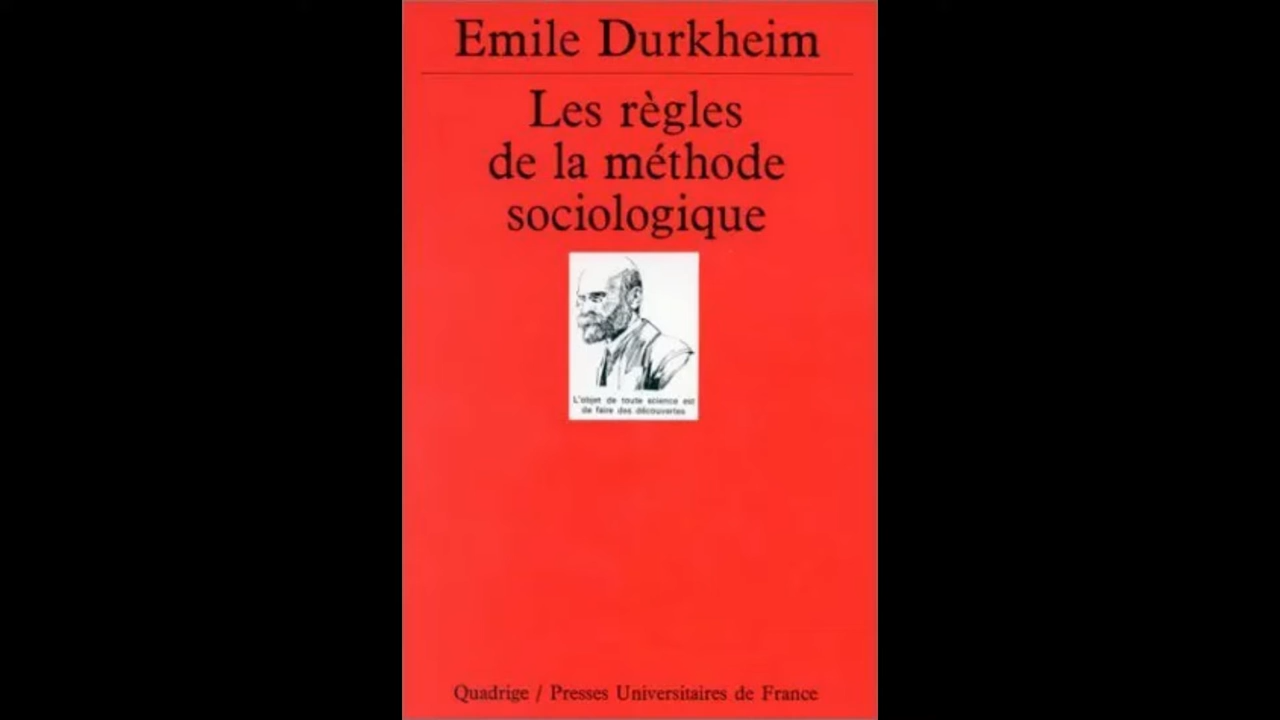 Emile Durkheim
Les règles
de la méthode
sociologique
L'objet de toute science est
de faire des découvertes
Quadrige / Presses Universitaires de France